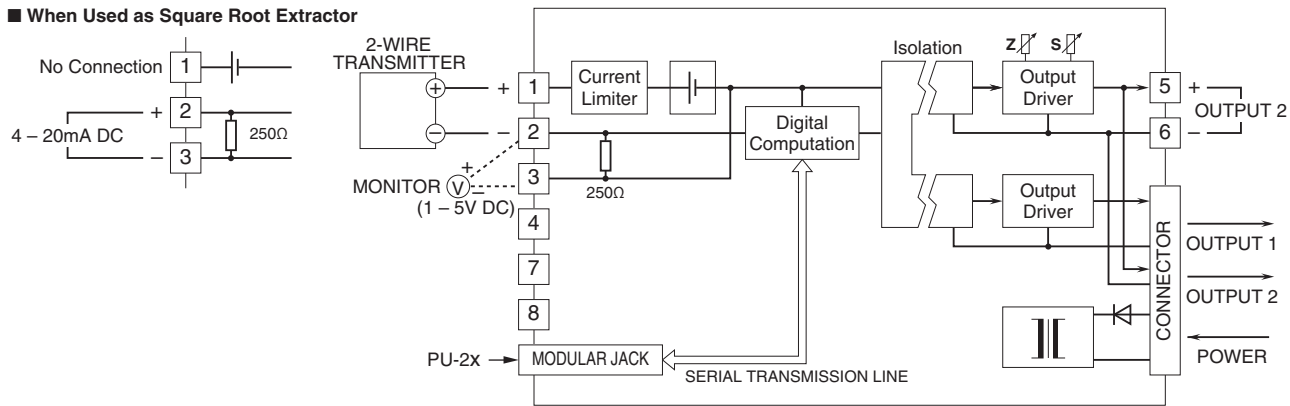 ■ When Used as Square Root Extractor
No Connection
1
+
2
4 – 20mA DC
250Ω
–
3
2-WIRE
TRANSMITTER
+
+
1
–
–
2
+
MONITOR
V
–
3
(1 – 5V DC)
4
7
8
Current
Limiter
250Ω
Digital
Computation
Isolation
Z
S
Output
Driver
5
+
OUTPUT 2
6
–
Output
Driver
CONNECTOR
OUTPUT 1
OUTPUT 2
POWER
PU-2x
MODULAR JACK
SERIAL TRANSMISSION LINE